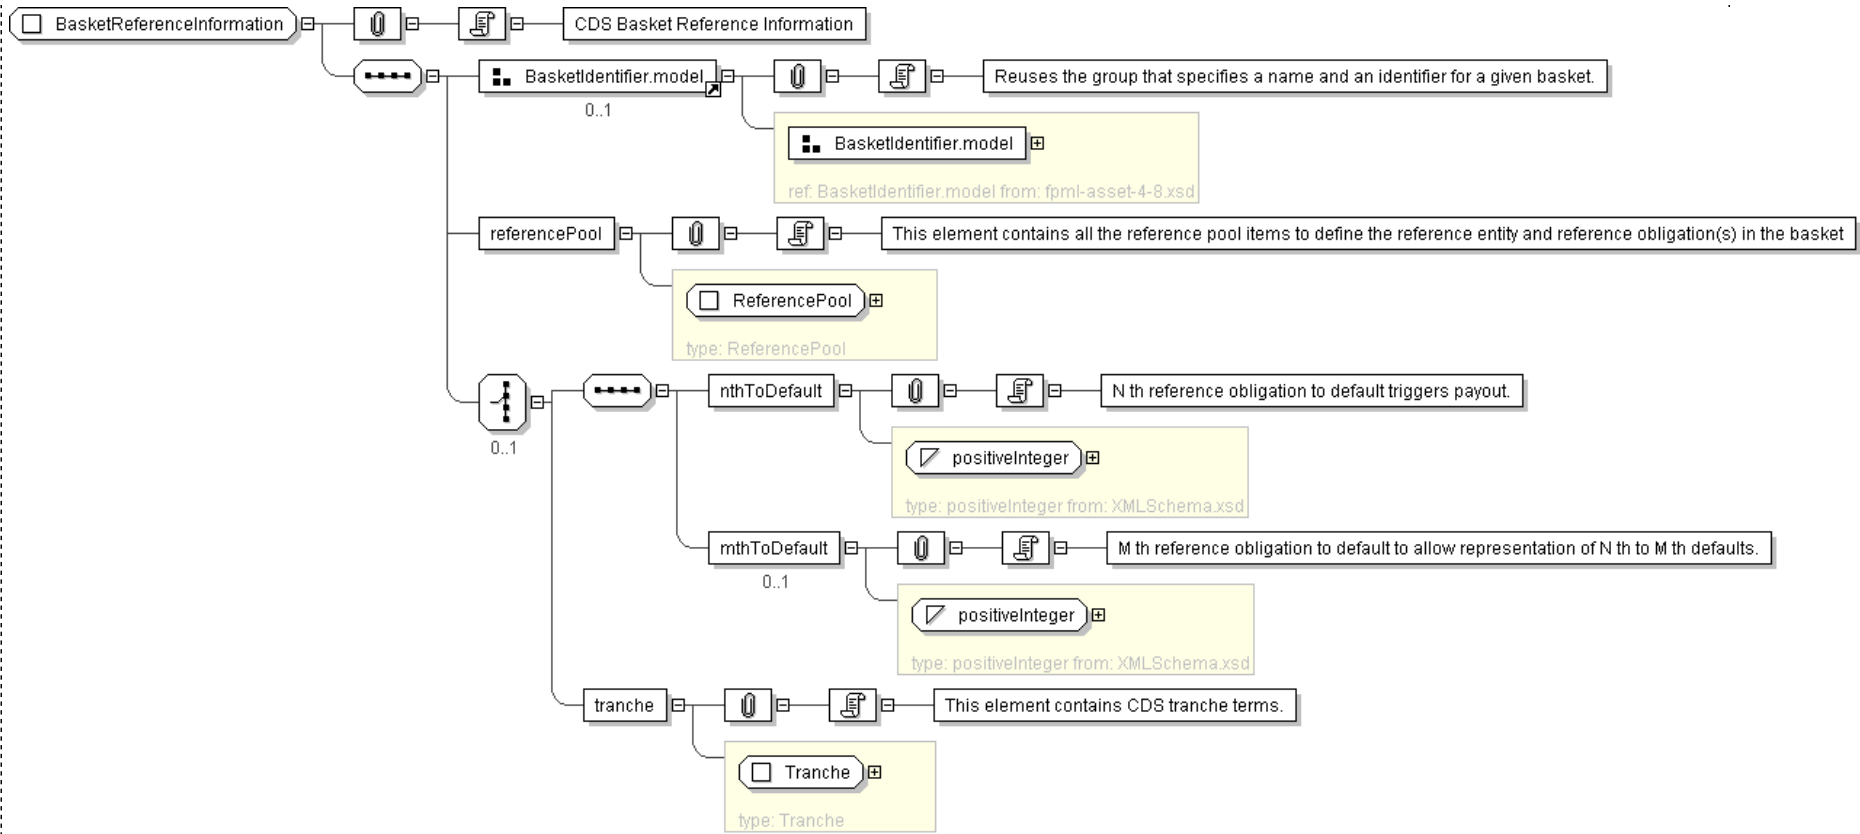 BasketReferenceInformation
CDS Basket Reference Information
BasketIdentifier.model
Reuses the group that specifies a name and an identifier for a given basket.
0..1
BasketIdentifier.model
ref: BasketIdentifier.model from: fpml-asset-4-8.xsd
referencePool
This element contains all the reference pool items to define the reference entity and reference obligation(s) in the basket
ReferencePool
type: ReferencePool
nthToDefault
N th reference obligation to default triggers payout.
0..1
positiveInteger
type: positiveInteger from: XMLSchema.xsd
mthToDefault
M th reference obligation to default to allow representation of N th to M th defaults.
0..1
positiveInteger
type: positiveInteger from: XMLSchema.xsd
tranche
This element contains CDS tranche terms.
Tranche
type: Tranche